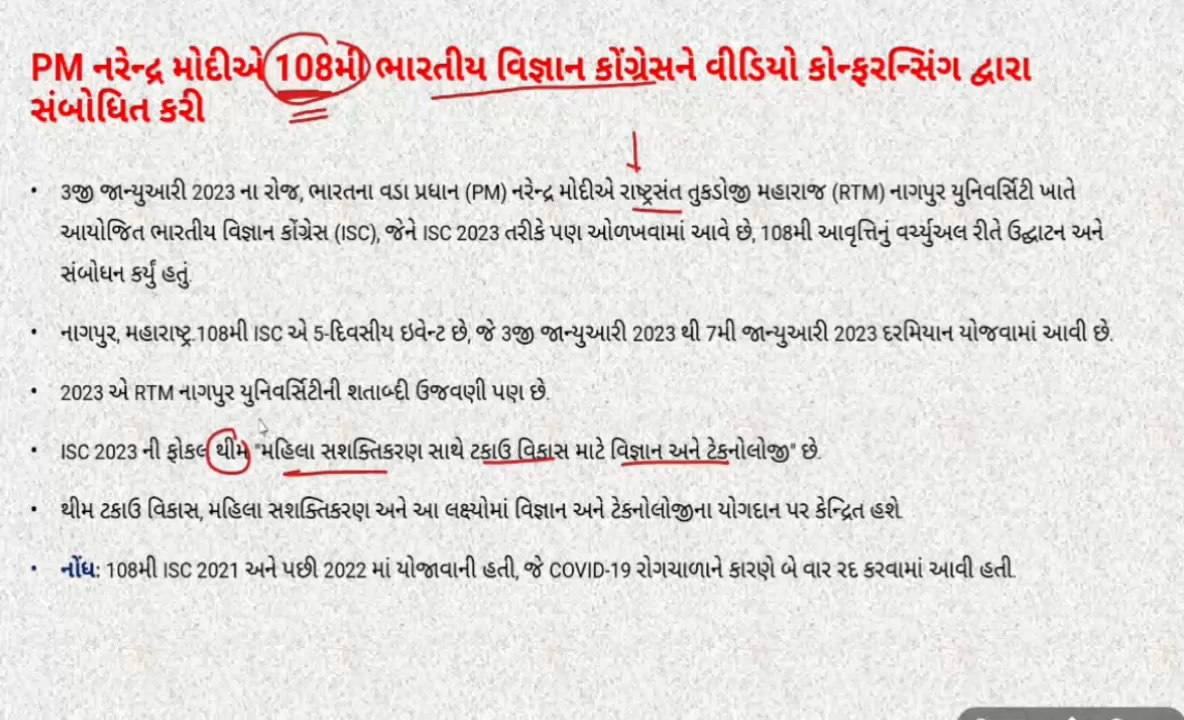 PM નરેન્દ્ર મોદીએ 108મી ભારતીય વિજ્ઞાન કોંગ્રેસને વીડિયો કોન્ફરન્સિંગ દ્વારા
સંબોધિત કરી
• 3જી જાન્યુઆરી 2023 ના રોજ, ભારતના વડા પ્રધાન (PM) નરેન્દ્ર મોદીએ રાષ્ટ્રસંત તુકડોજી મહારાજ (RTM) નાગપુર યુનિવર્સિટી ખાતે
આયોજિત ભારતીય વિજ્ઞાન કોંગ્રેસ (ISC), જેને ISC 2023 તરીકે પણ ઓળખવામાં આવે છે, 108મી આવૃત્તિનું વર્ચ્યુઅલ રીતે ઉદ્ઘાટન અને
સંબોધન કર્યું હતું.
• નાગપુર, મહારાષ્ટ્ર.108મી ISC એ 5-દિવસીય ઇવેન્ટ છે, જે 3જી જાન્યુઆરી 2023 થી 7મી જાન્યુઆરી 2023 દરમિયાન યોજવામાં આવી છે.
• 2023 એ RTM નાગપુર યુનિવર્સિટીની શતાબ્દી ઉજવણી પણ છે.
• ISC 2023 ની ફોકલ થીમ "મહિલા સશક્તિકરણ સાથે ટકાઉ વિકાસ માટે વિજ્ઞાન અને ટેકનોલોજી" છે.
• થીમ ટકાઉ વિકાસ, મહિલા સશક્તિકરણ અને આ લક્ષ્યોમાં વિજ્ઞાન અને ટેકનોલોજીના યોગદાન પર કેન્દ્રિત હશે.
• નોંધ: 108મી ISC 2021 અને પછી 2022 માં યોજાવાની હતી, જે COVID-19 રોગચાળાને કારણે બે વાર રદ કરવામાં આવી હતી.